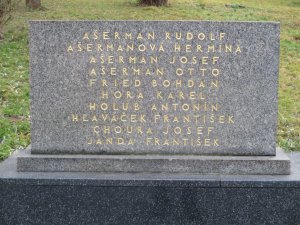 AŠERMAN RUDOLF
AŠERMANOVÁ HERMINA
AŠERMAN JOSEF
AŠERMAN OTTO
FRIED BOHDAN
HORA KAREL
HOLUB ANTONÍN
HLAVÁČEK FRANTIŠEK
CHOURA JOSEF
JANDA FRANTIŠEK